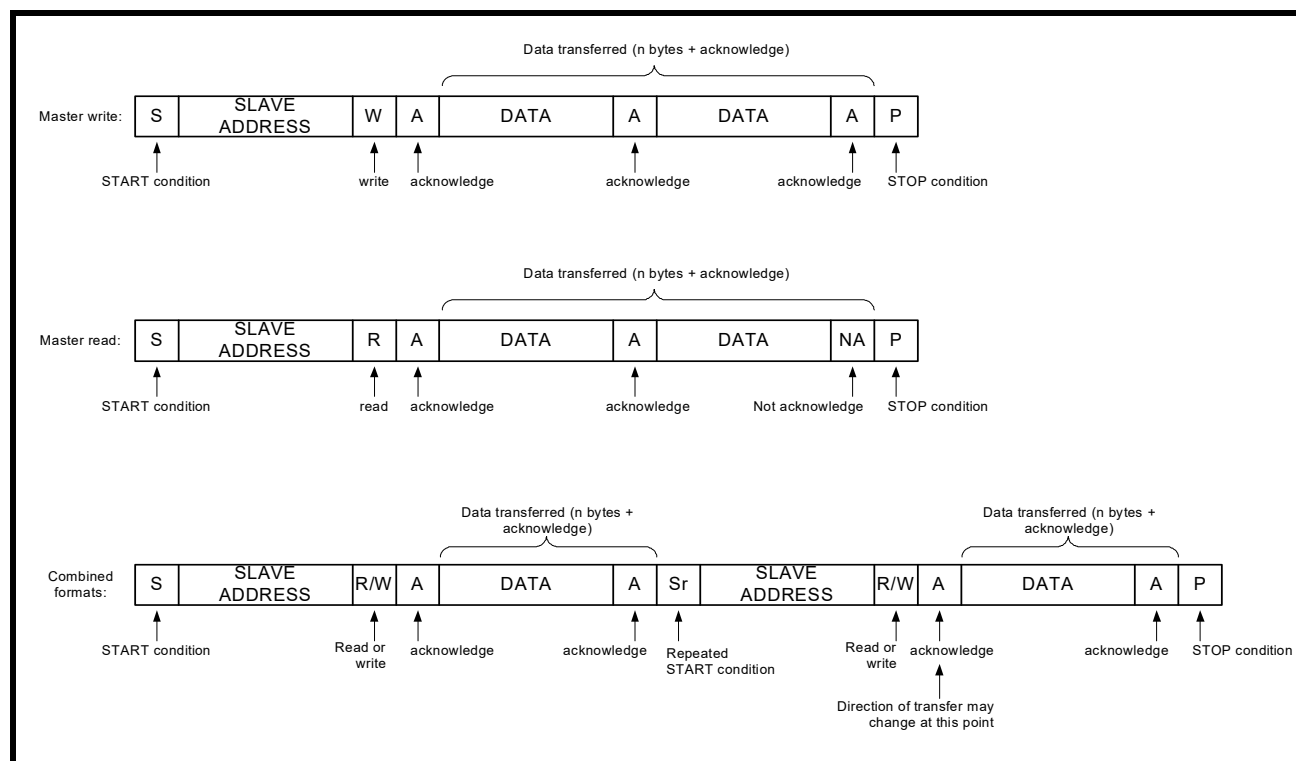 Data transferred (n bytes + acknowledge)
Master write:
S
SLAVE
ADDRESS
W
A
DATA
A
DATA
A
P
START condition
write
acknowledge
acknowledge
acknowledge
STOP condition
Data transferred (n bytes + acknowledge)
Master read:
S
SLAVE
ADDRESS
R
A
DATA
A
DATA
NA
P
START condition
read
acknowledge
acknowledge
Not acknowledge
STOP condition
Data transferred (n bytes +
acknowledge)
Data transferred (n bytes +
acknowledge)
Combined
formats:
S
SLAVE
ADDRESS
R/W
A
DATA
A
Sr
SLAVE
ADDRESS
R/W
A
DATA
A
P
START condition
Read or
write
acknowledge
acknowledge
Repeated
START condition
Read or
write
acknowledge
acknowledge
STOP condition
Direction of transfer may
change at this point